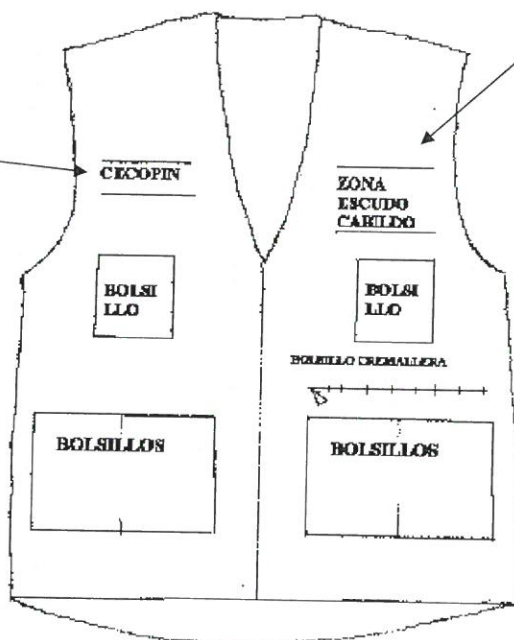 CECOPIN
ZONA
ESCUDO
CABILDO
BOLSI
LLO
BOLSI
LLO
BOLSILLO CREMALLERA
BOLSILLOS
BOLSILLOS